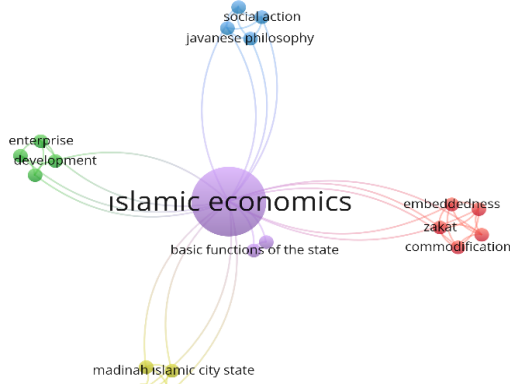 social action
javanese philosophy
enterprise
development
ıslamic economics
embeddedness
zakat
commodification
basic functions of the state
madinah ıslamic city state